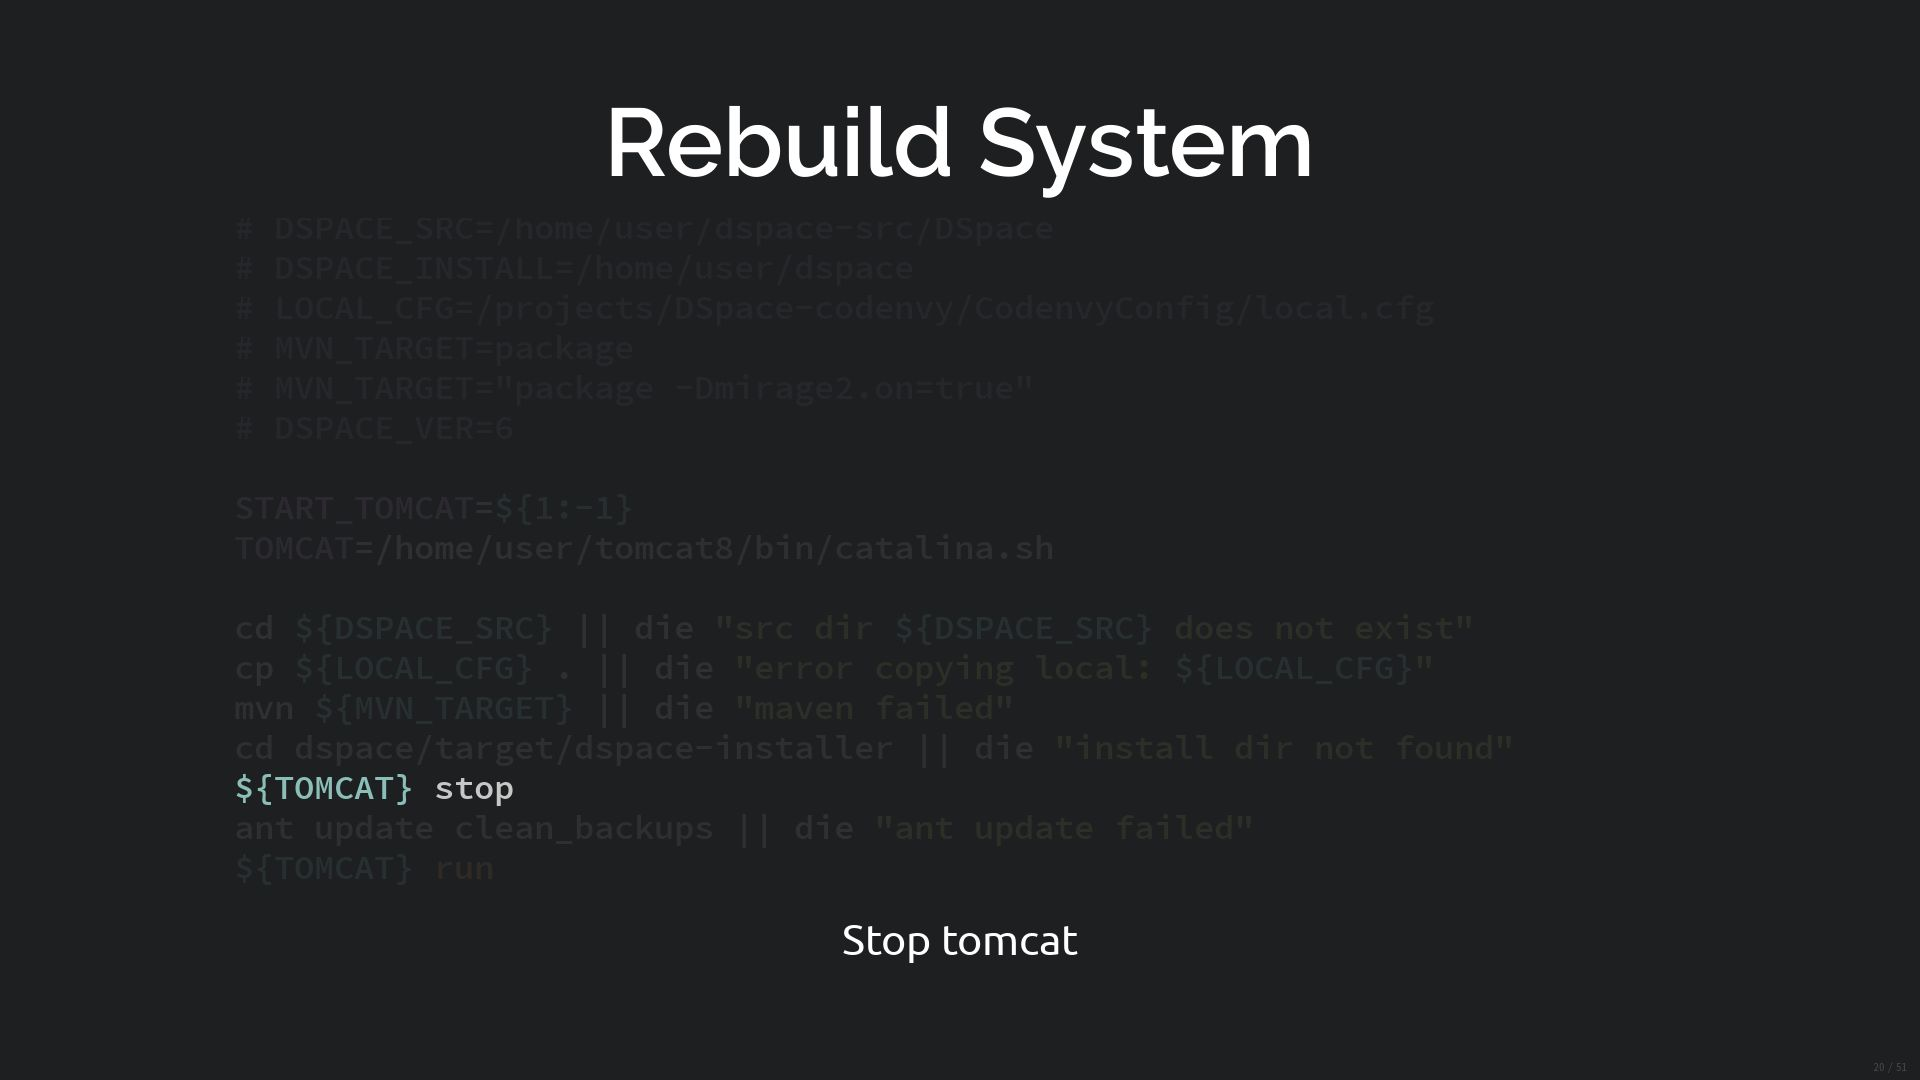 Rebuild System
# DSPACE_SRC=/home/user/dspace-src/DSpace
# DSPACE_INSTALL=/home/user/dspace
# LOCAL_CFG=/projects/DSpace-codenvy/CodenvyConfig/local.cfg
# MVN_TARGET=package
# MVN_TARGET="package -Dmirage2.on=true"
# DSPACE_VER=6
START_TOMCAT=${1:-1}
TOMCAT=/home/user/tomcat8/bin/catalina.sh
cd ${DSPACE_SRC} || die "src dir ${DSPACE_SRC} does not exist"
cp ${LOCAL_CFG} . || die "error copying local: ${LOCAL_CFG}"
mvn ${MVN_TARGET} || die "maven failed"
cd dspace/target/dspace-installer || die "install dir not found"
${TOMCAT} stop
ant update clean_backups || die "ant update failed"
${TOMCAT} run
Stop tomcat
20 / 51